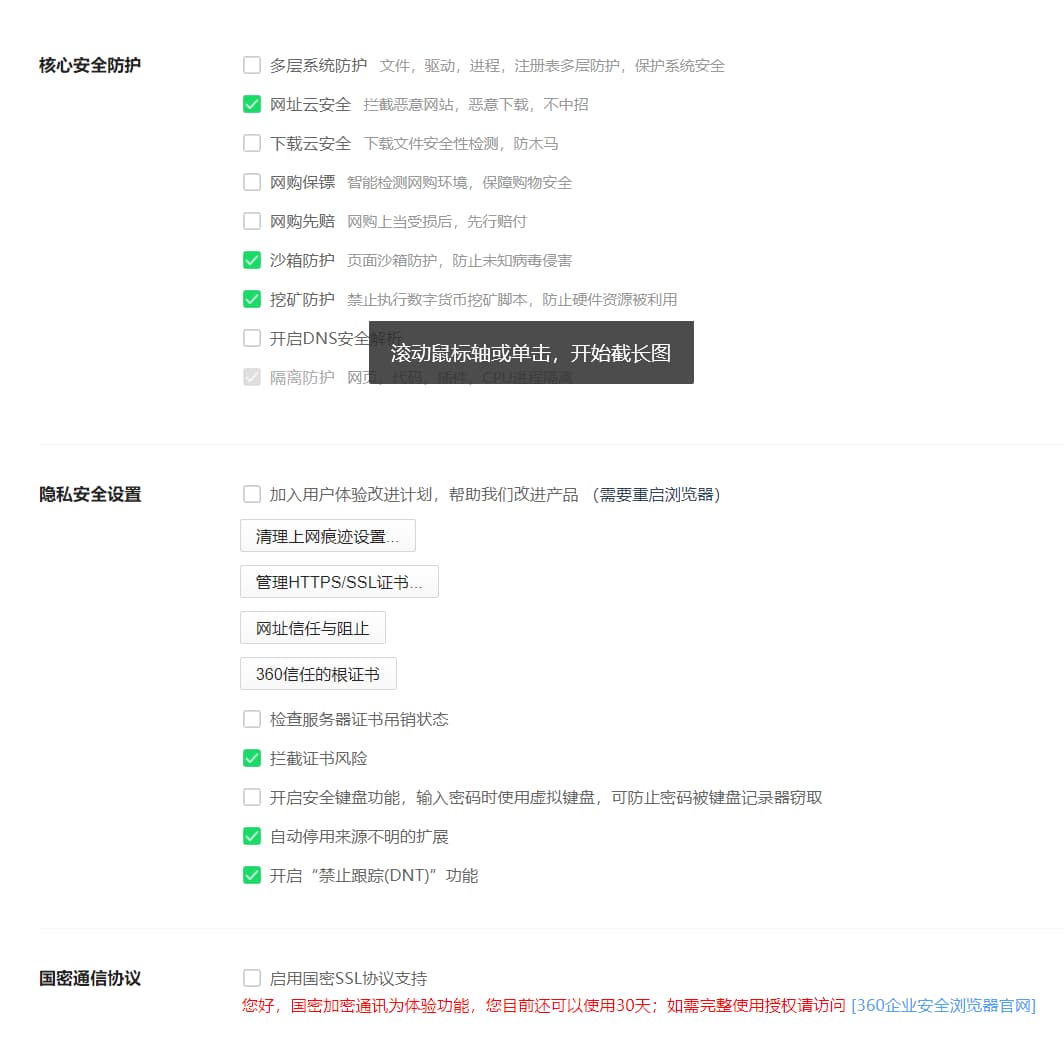 核心安全防护
多层系统防护 文件，驱动，进程，注册表多层防护，保护系统安全
网址云安全 拦截恶意网站，恶意下载，不中招
下载云安全 下载文件安全性检测，防木马
网购保镖 智能检测网购环境，保障购物安全
网购先赔 网购上当受损后，先行赔付
沙箱防护 页面沙箱防护，防止未知病毒侵害
挖矿防护 禁止执行数字货币挖矿脚本，防止硬件资源被利用
开启DNS安全解析
滚动鼠标轴或单击，开始截长图
隔离防护 网页，代码，插件，CPU进程隔离
隐私安全设置
加入用户体验改进计划，帮助我们改进产品 （需要重启浏览器）
清理上网痕迹设置...
管理HTTPS/SSL证书...
网址信任与阻止
360信任的根证书
检查服务器证书吊销状态
拦截证书风险
开启安全键盘功能，输入密码时使用虚拟键盘，可防止密码被键盘记录器窃取
自动停用来源不明的扩展
开启“禁止跟踪(DNT)”功能
国密通信协议
启用国密SSL协议支持
您好，国密加密通讯为体验功能，您目前还可以使用30天；如需完整使用授权请访问 [360企业安全浏览器官网]